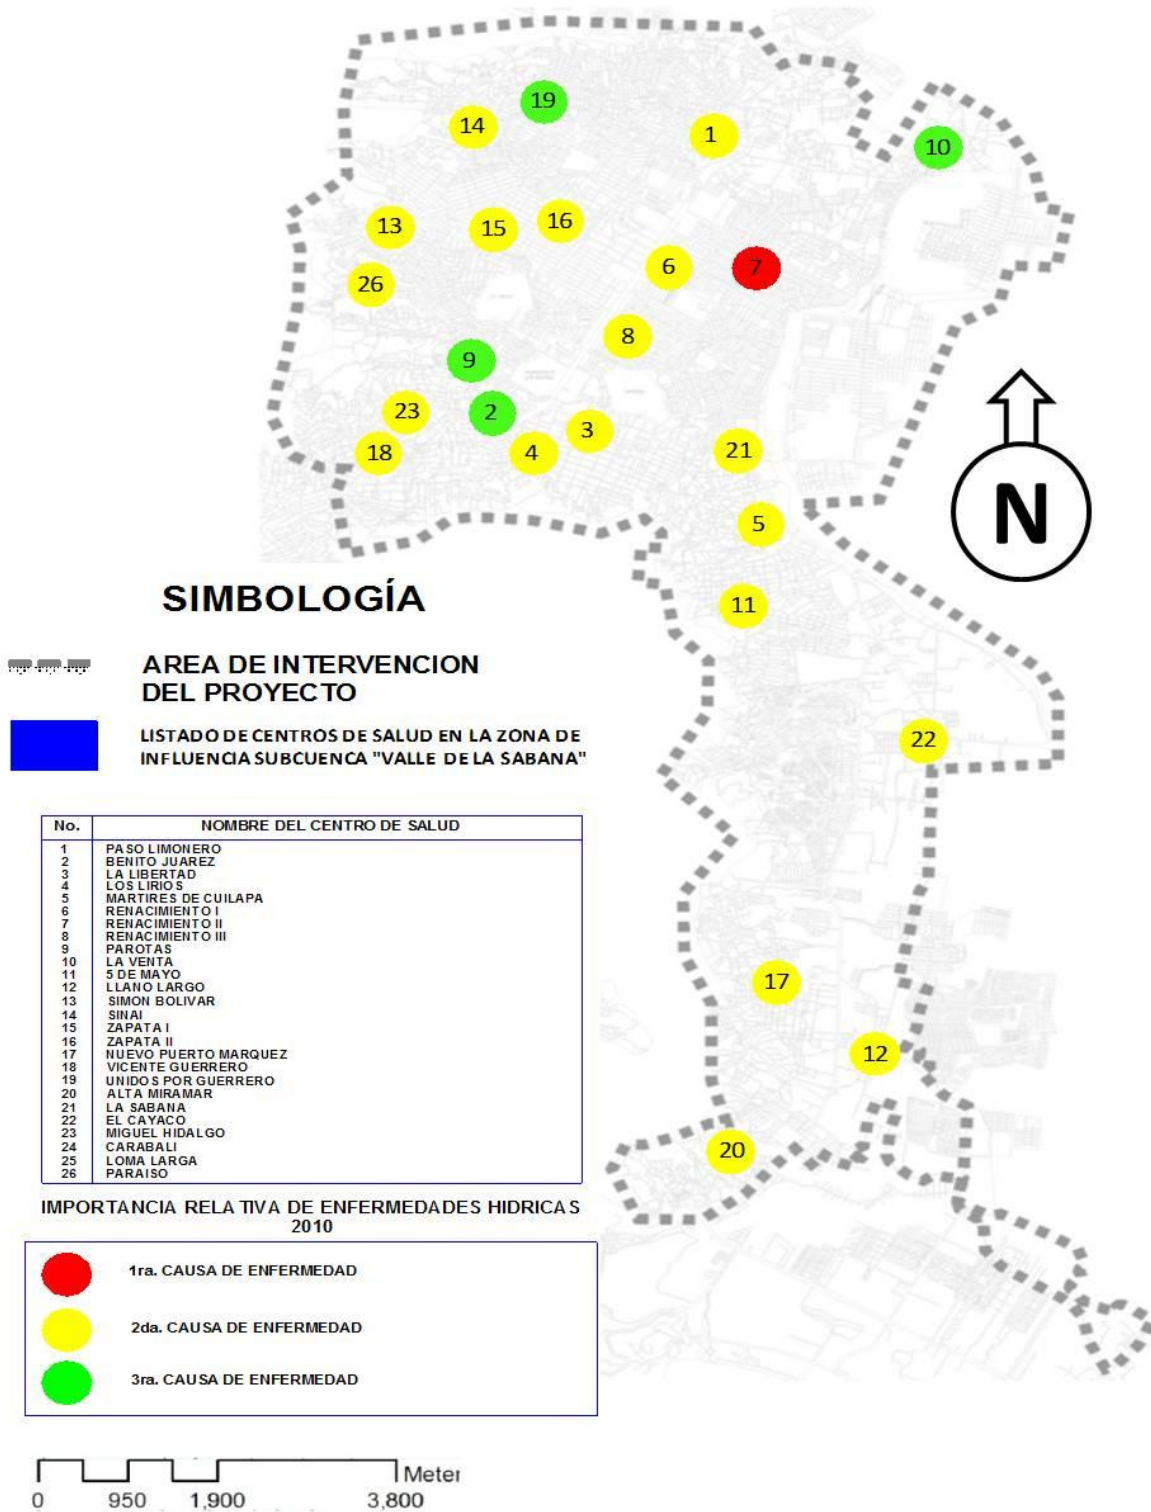 19
14
1
10
13
15
16
6
7
26
8
9
23
2
3
18
4
21
5
N
11
SIMBOLOGÍA
AREA DE INTERVENCION
DEL PROYECTO
LISTADO DE CENTROS DE SALUD EN LA ZONA DE
INFLUENCIA SUBCUENCA "VALLE DE LA SABANA"
22
No. NOMBRE DEL CENTRO DE SALUD
1 PASO LIMONERO
2 BENITO JUAREZ
3 LA LIBERTAD
4 LOS LIRIOS
5 MARTIRES DE CUILAPA
6 RENACIMIENTO I
7 RENACIMIENTO II
8 RENACIMIENTO III
9 PAROTAS
10 LA VENTA
11 5 DE MAYO
12 LLANO LARGO
13 SIMON BOLIVAR
14 SINAI
15 ZAPATA I
16 ZAPATA II
17 NUEVO PUERTO MARQUEZ
18 VICENTE GUERRERO
19 UNIDOS POR GUERRERO
20 ALTA MIRAMAR
21 LA SABANA
22 EL CAYACO
23 MIGUEL HIDALGO
24 CARABALI
25 LOMA LARGA
26 PARAISO
17
12
20
IMPORTANCIA RELATIVA DE ENFERMEDADES HIDRICAS
2010
1ra. CAUSA DE ENFERMEDAD
2da. CAUSA DE ENFERMEDAD
3ra. CAUSA DE ENFERMEDAD
Meter
0 950 1,900 3,800